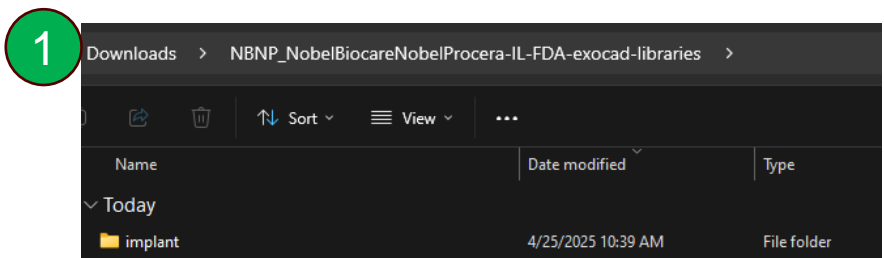 1
Downloads > NBNP_NobelBiocareNobelProcera-IL-FDA-exocad-libraries >
Sort View ...
Name Date modified Type
Today
implant 4/25/2025 10:39 AM File folder